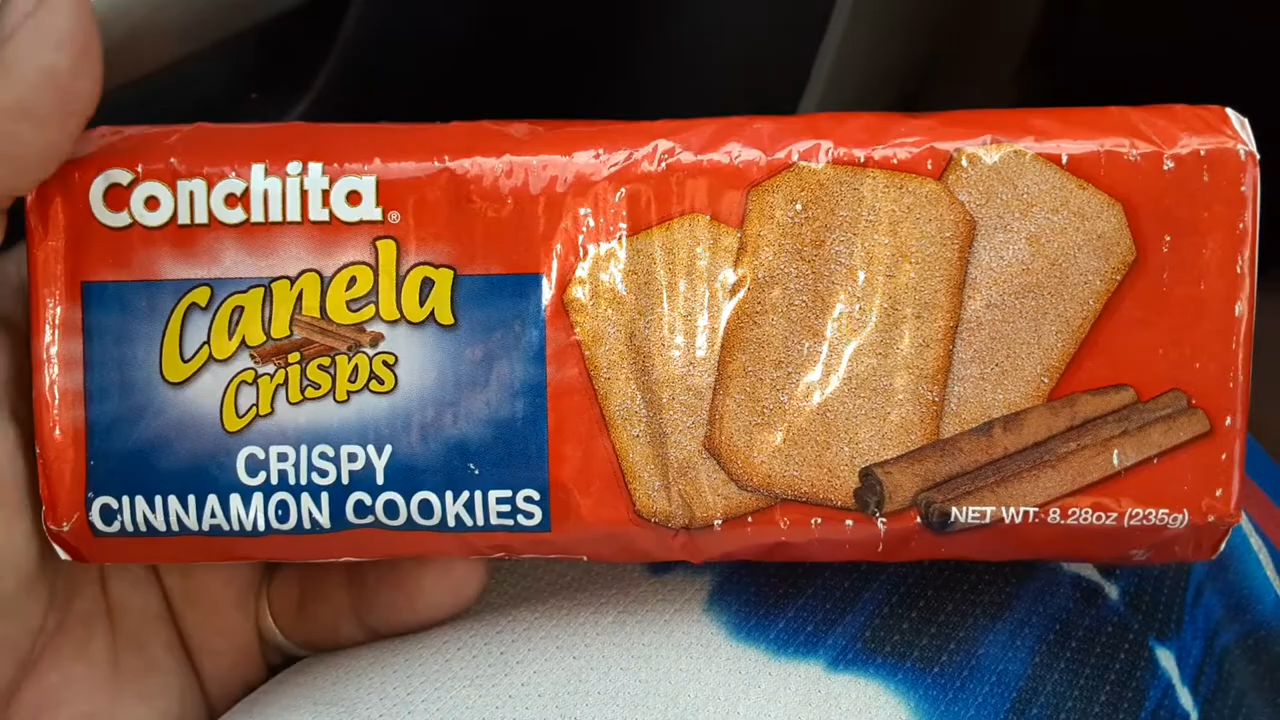 Conchita®
Canela
Crisps
CRISPY
CINNAMON COOKIES
NET WT. 8.28oz (235g)